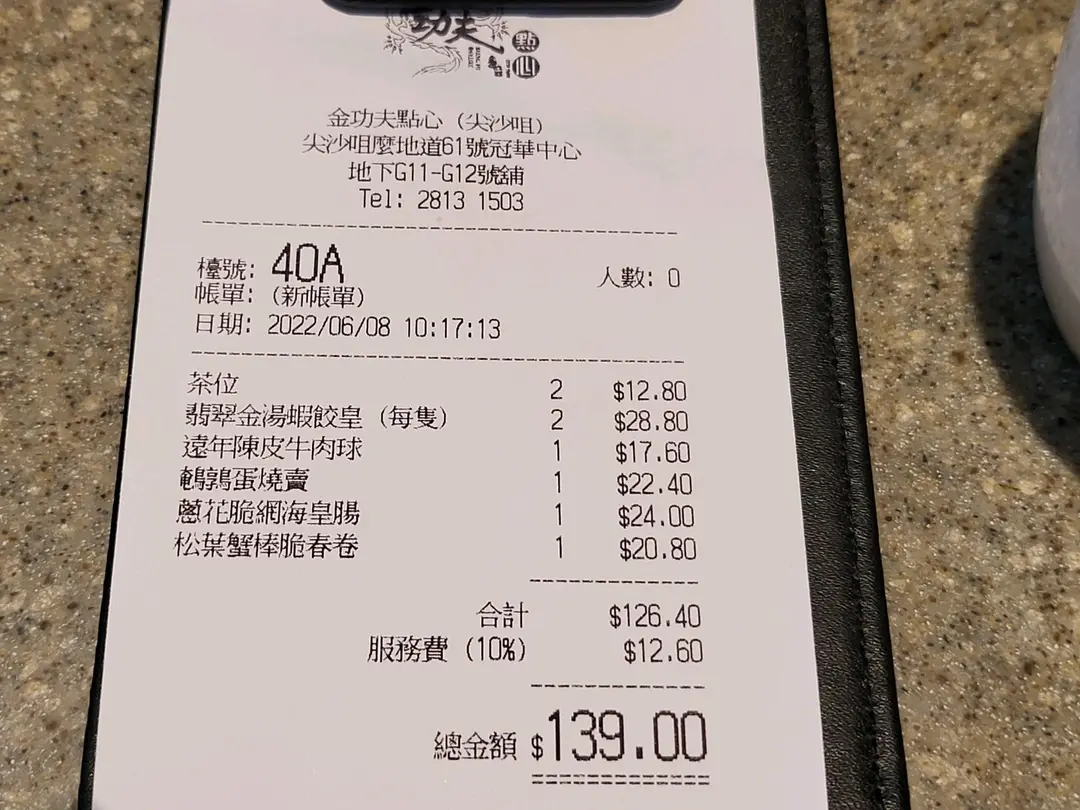 功夫 點心
金功夫點心 (尖沙咀)
尖沙咀麼地道61號冠華中心
地下G11-G12號舖
Tel: 2813 1503
檯號: 40A 人數: 0
帳單: (新帳單)
日期: 2022/06/08 10:17:13
茶位 2 $12.80
翡翠金湯蝦餃皇 (每隻) 2 $28.80
遠年陳皮牛肉球 1 $17.60
鵪鶉蛋燒賣 1 $22.40
蔥花脆網海皇腸 1 $24.00
松葉蟹棒脆春卷 1 $20.80
合計 $126.40
服務費 (10%) $12.60
總金額 $139.00